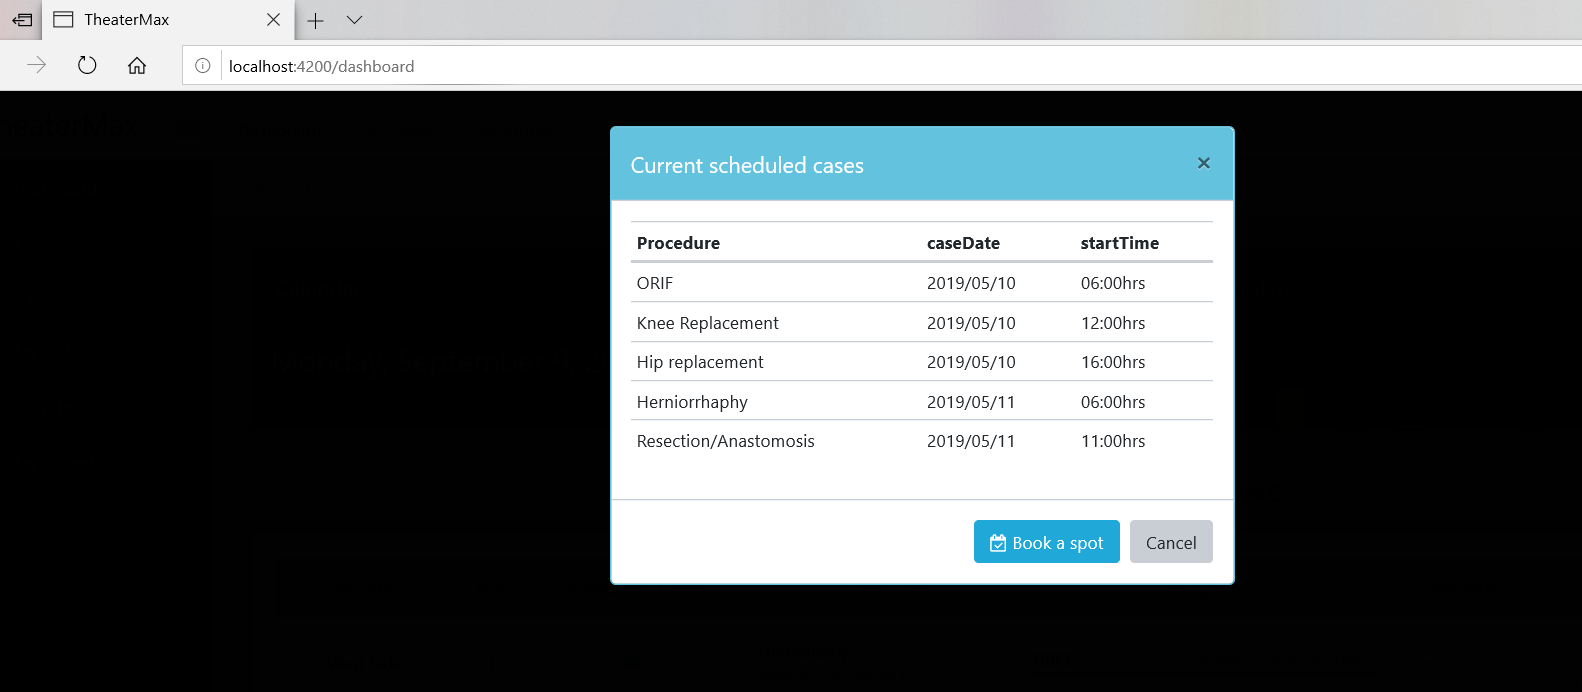 TheaterMax
localhost:4200/dashboard
Current scheduled cases
×
Procedure caseDate startTime
ORIF 2019/05/10 06:00hrs
Knee Replacement 2019/05/10 12:00hrs
Hip replacement 2019/05/10 16:00hrs
Herniorrhaphy 2019/05/11 06:00hrs
Resection/Anastomosis 2019/05/11 11:00hrs
Book a spot Cancel